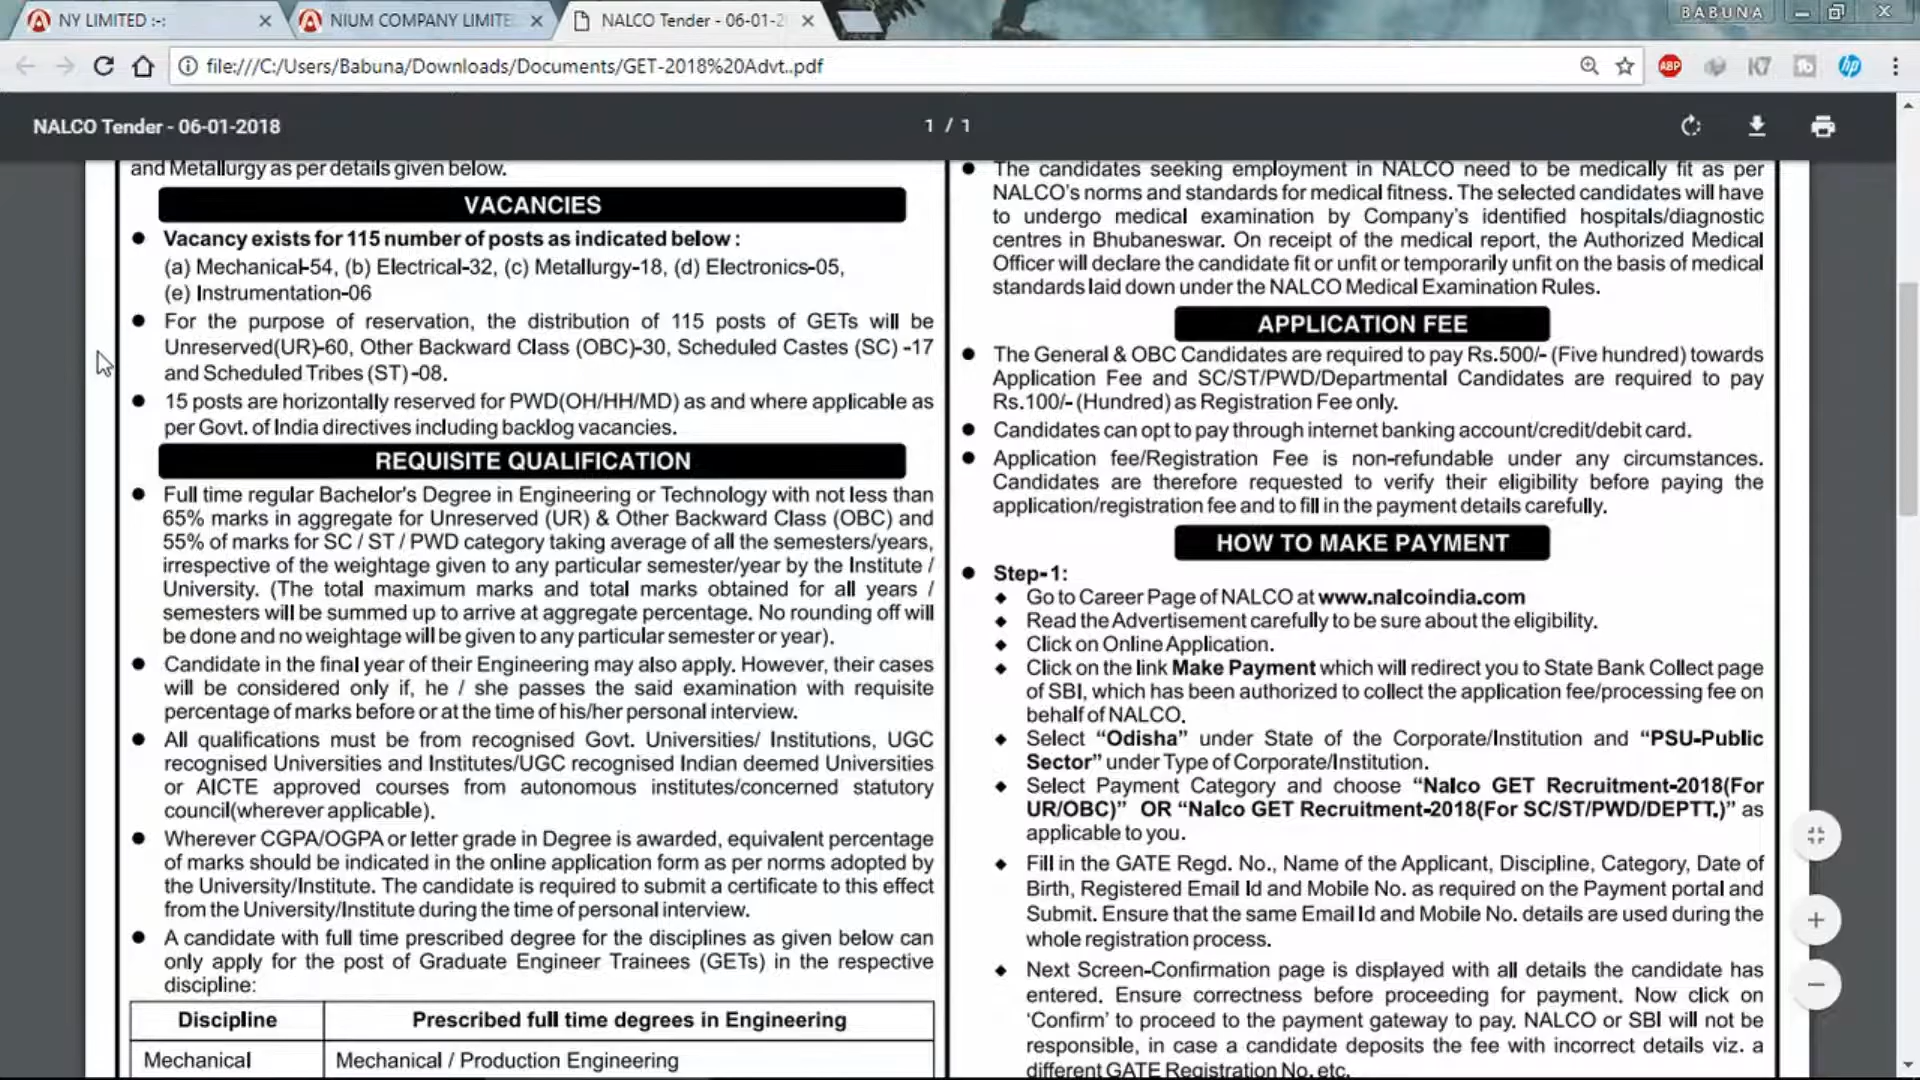 NY LIMITED :-:
NIUM COMPANY LIMITE
NALCO Tender - 06-01-2
BABUNA
file:///C:/Users/Babuna/Downloads/Documents/GET-2018%20Advt..pdf
ABP
hp
NALCO Tender - 06-01-2018
1 / 1
and Metallurgy as per details given below.
VACANCIES
● Vacancy exists for 115 number of posts as indicated below :
(a) Mechanical-54, (b) Electrical-32, (c) Metallurgy-18, (d) Electronics-05,
(e) Instrumentation-06
● For the purpose of reservation, the distribution of 115 posts of GETs will be
Unreserved(UR)-60, Other Backward Class (OBC)-30, Scheduled Castes (SC) -17
and Scheduled Tribes (ST) -08.
● 15 posts are horizontally reserved for PWD(OH/HH/MD) as and where applicable as
per Govt. of India directives including backlog vacancies.
REQUISITE QUALIFICATION
● Full time regular Bachelor's Degree in Engineering or Technology with not less than
65% marks in aggregate for Unreserved (UR) & Other Backward Class (OBC) and
55% of marks for SC / ST / PWD category taking average of all the semesters/years,
irrespective of the weightage given to any particular semester/year by the Institute /
University. (The total maximum marks and total marks obtained for all years /
semesters will be summed up to arrive at aggregate percentage. No rounding off will
be done and no weightage will be given to any particular semester or year).
● Candidate in the final year of their Engineering may also apply. However, their cases
will be considered only if, he / she passes the said examination with requisite
percentage of marks before or at the time of his/her personal interview.
● All qualifications must be from recognised Govt. Universities/ Institutions, UGC
recognised Universities and Institutes/UGC recognised Indian deemed Universities
or AICTE approved courses from autonomous institutes/concerned statutory
council(wherever applicable).
● Wherever CGPA/OGPA or letter grade in Degree is awarded, equivalent percentage
of marks should be indicated in the online application form as per norms adopted by
the University/Institute. The candidate is required to submit a certificate to this effect
from the University/Institute during the time of personal interview.
● A candidate with full time prescribed degree for the disciplines as given below can
only apply for the post of Graduate Engineer Trainees (GETs) in the respective
discipline:
Discipline Prescribed full time degrees in Engineering
Mechanical Mechanical / Production Engineering
● The candidates seeking employment in NALCO need to be medically fit as per
NALCO's norms and standards for medical fitness. The selected candidates will have
to undergo medical examination by Company's identified hospitals/diagnostic
centres in Bhubaneswar. On receipt of the medical report, the Authorized Medical
Officer will declare the candidate fit or unfit or temporarily unfit on the basis of medical
standards laid down under the NALCO Medical Examination Rules.
APPLICATION FEE
● The General & OBC Candidates are required to pay Rs.500/- (Five hundred) towards
Application Fee and SC/ST/PWD/Departmental Candidates are required to pay
Rs.100/- (Hundred) as Registration Fee only.
● Candidates can opt to pay through internet banking account/credit/debit card.
● Application fee/Registration Fee is non-refundable under any circumstances.
Candidates are therefore requested to verify their eligibility before paying the
application/registration fee and to fill in the payment details carefully.
HOW TO MAKE PAYMENT
● Step-1:
◆ Go to Career Page of NALCO at www.nalcoindia.com
◆ Read the Advertisement carefully to be sure about the eligibility.
◆ Click on Online Application.
◆ Click on the link Make Payment which will redirect you to State Bank Collect page
of SBI, which has been authorized to collect the application fee/processing fee on
behalf of NALCO.
◆ Select "Odisha" under State of the Corporate/Institution and "PSU-Public
Sector" under Type of Corporate/Institution.
◆ Select Payment Category and choose "Nalco GET Recruitment-2018(For
UR/OBC)" OR "Nalco GET Recruitment-2018(For SC/ST/PWD/DEPTT.)" as
applicable to you.
◆ Fill in the GATE Regd. No., Name of the Applicant, Discipline, Category, Date of
Birth, Registered Email Id and Mobile No. as required on the Payment portal and
Submit. Ensure that the same Email Id and Mobile No. details are used during the
whole registration process.
◆ Next Screen-Confirmation page is displayed with all details the candidate has
entered. Ensure correctness before proceeding for payment. Now click on
'Confirm' to proceed to the payment gateway to pay. NALCO or SBI will not be
responsible, in case a candidate deposits the fee with incorrect details viz. a
different GATE Registration No. etc.